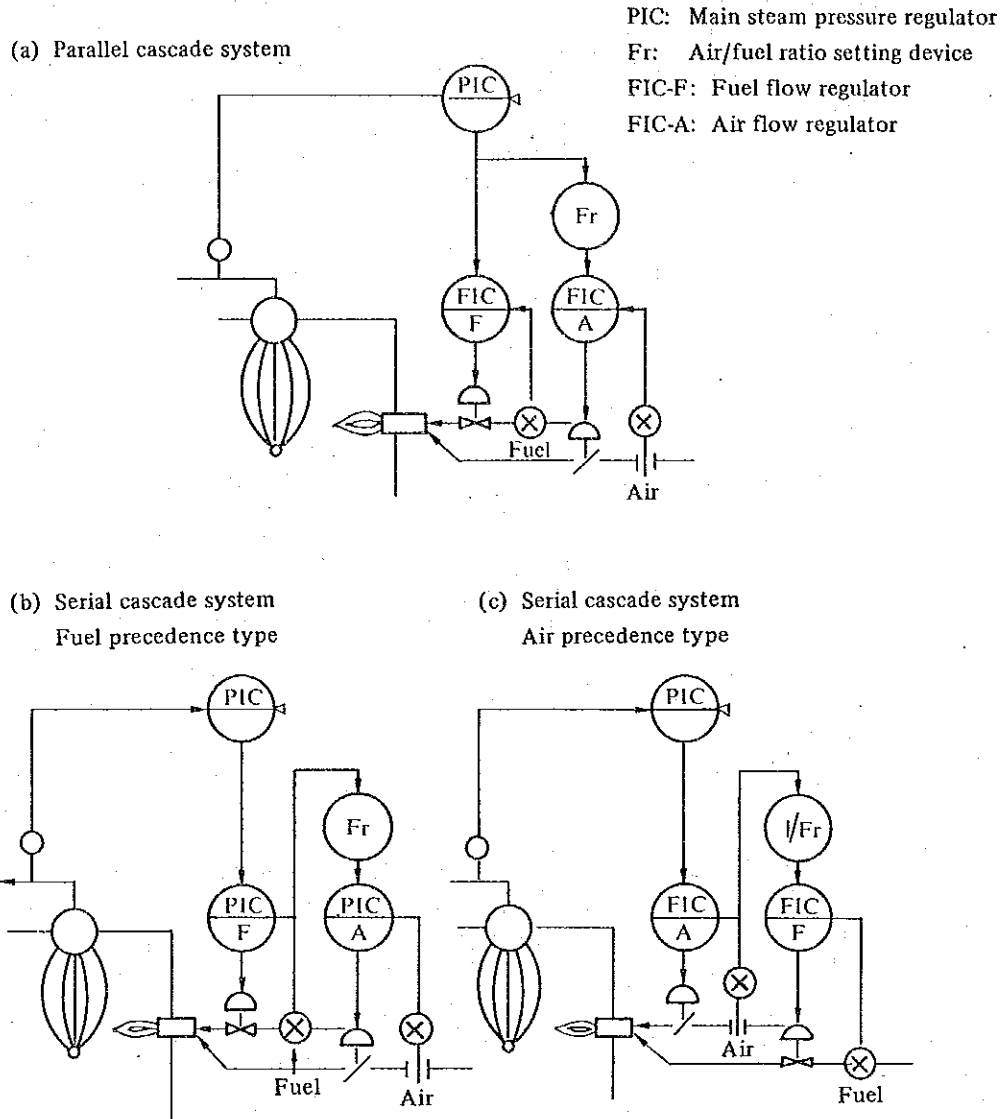 PIC: Main steam pressure regulator
(a) Parallel cascade system
Fr: Air/fuel ratio setting device
FIC-F: Fuel flow regulator
FIC-A: Air flow regulator
PIC
Fr
FIC
F
FIC
A
Fuel
Air
(b) Serial cascade system
Fuel precedence type
(c) Serial cascade system
Air precedence type
PIC
Fr
PIC
F
PIC
A
Fuel
Air
PIC
1/Fr
FIC
A
FIC
F
Air
Fuel